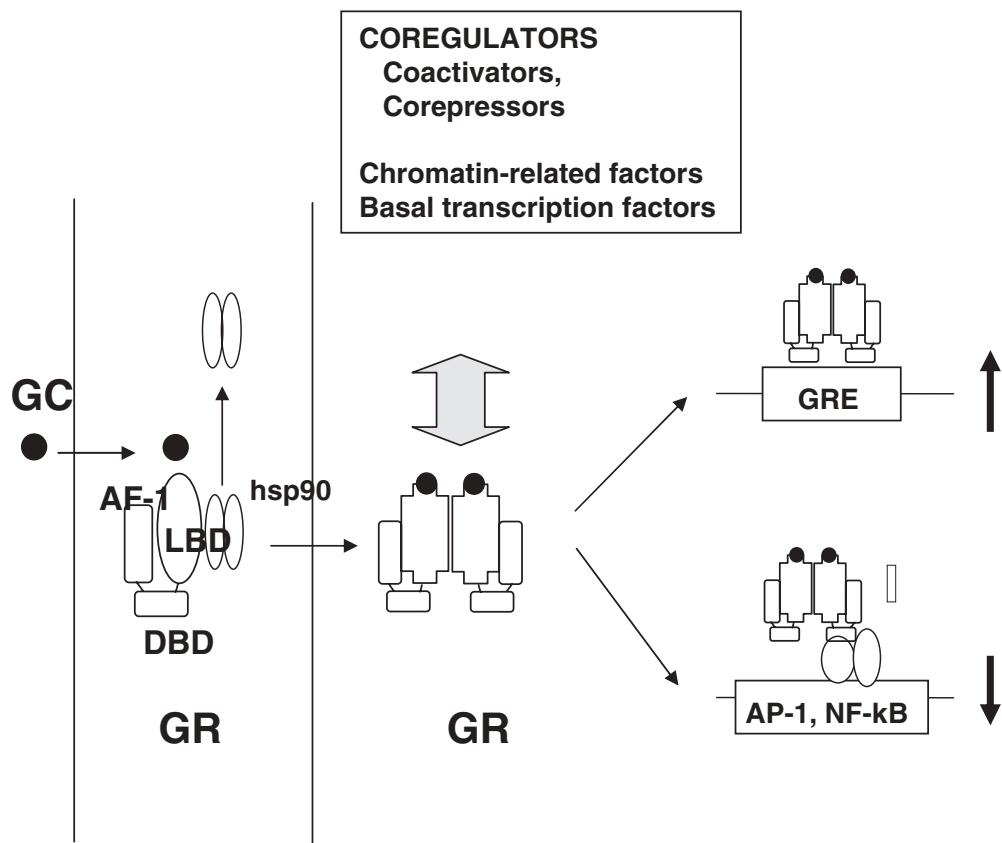 COREGULATORS
Coactivators,
Corepressors
Chromatin-related factors
Basal transcription factors
GC
AF-1
LBD
hsp90
DBD
GR
GR
GRE
AP-1, NF-kB